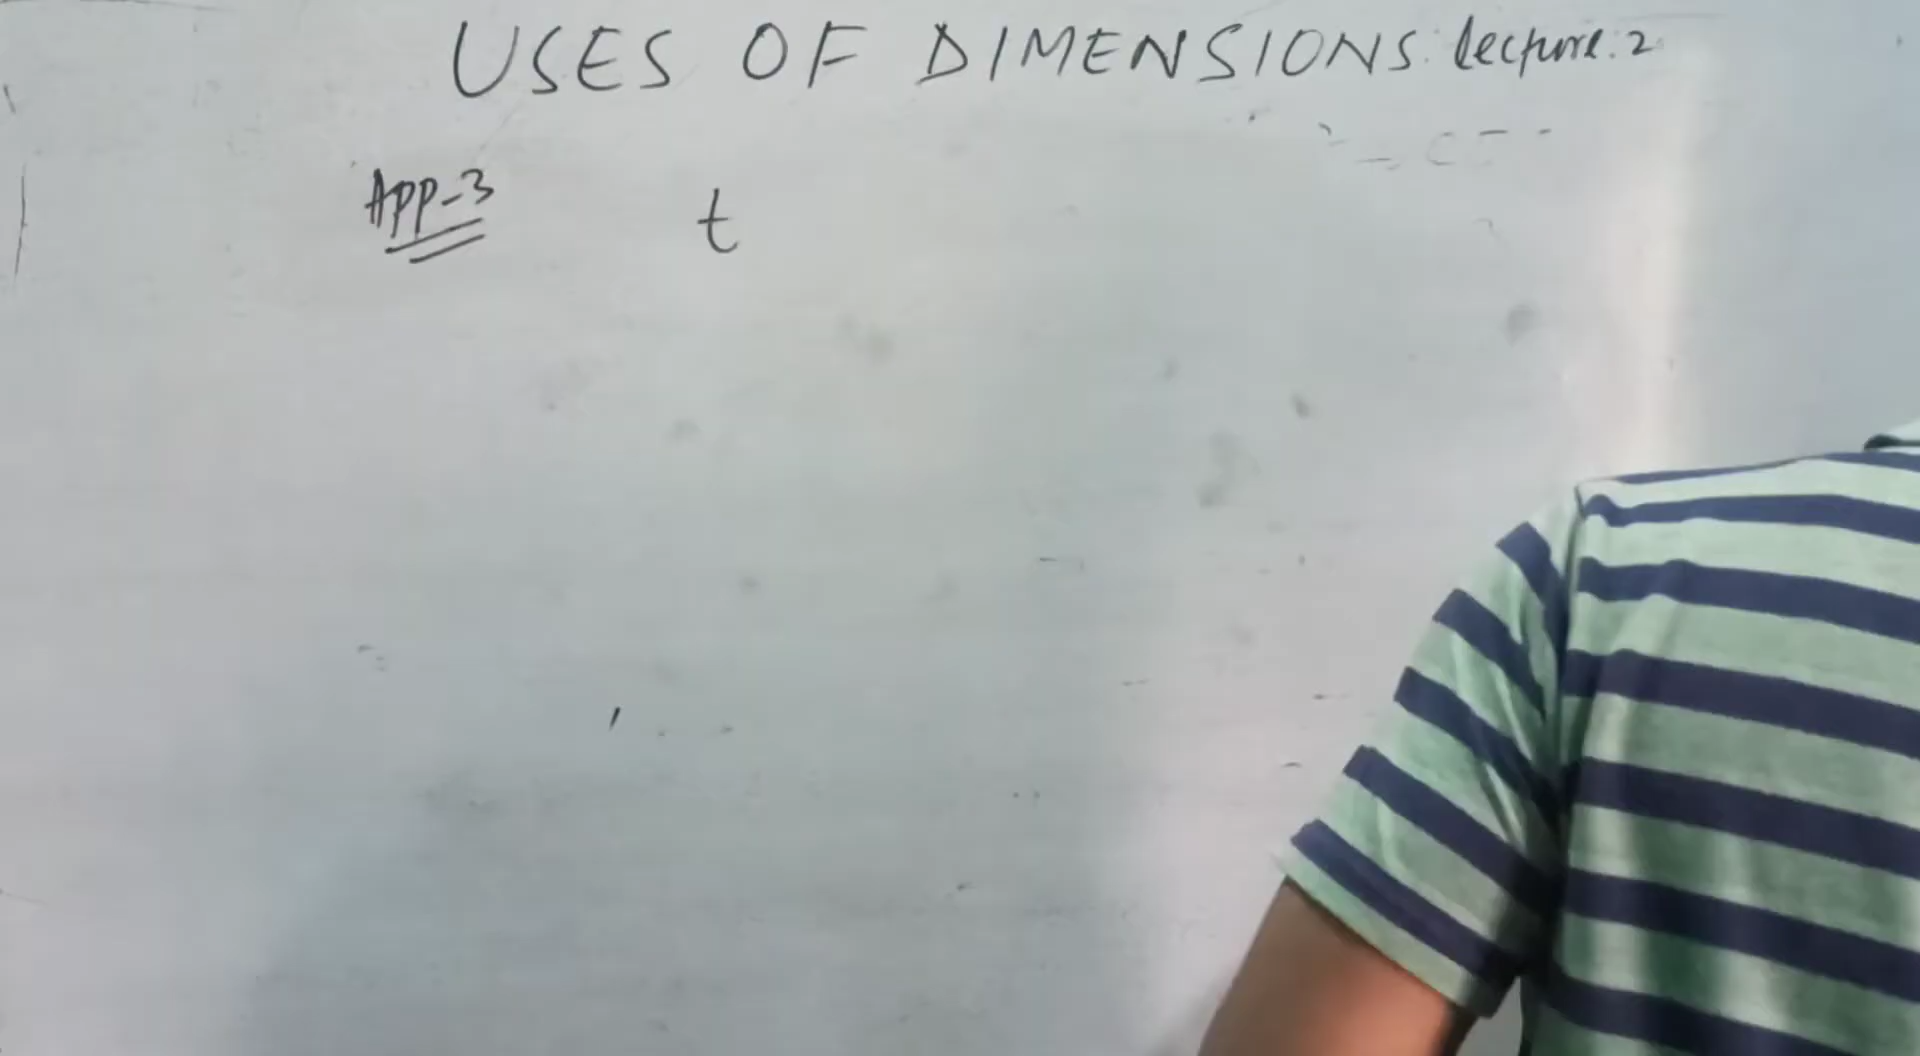 USES OF DIMENSIONS. Lecture. 2
App-3 t